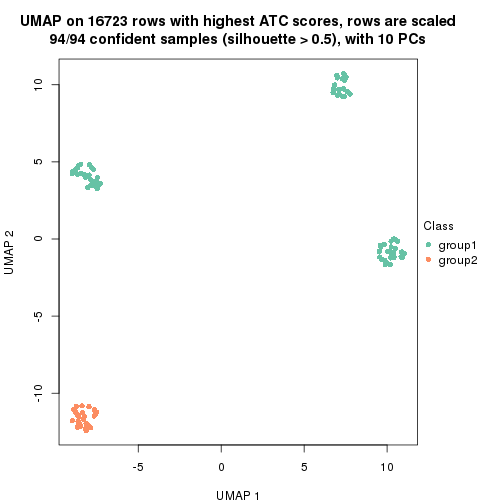 UMAP on 16723 rows with highest ATC scores, rows are scaled
94/94 confident samples (silhouette > 0.5), with 10 PCs
10
5
0
-5
-10
UMAP 2
-5
0
5
10
UMAP 1
Class
group1
group2